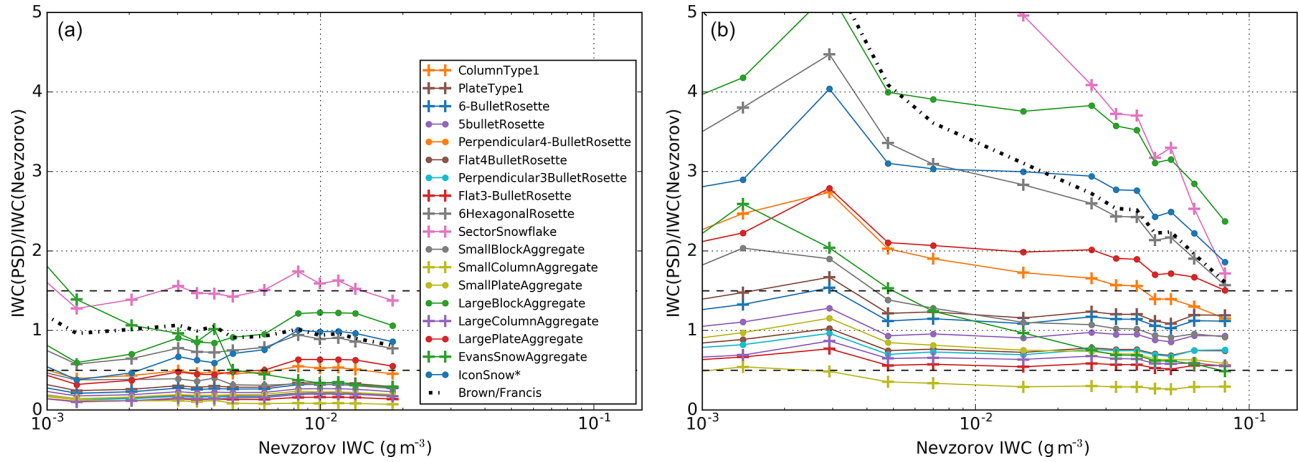 (a)
IWC(PSD)/IWC(Nevzorov)
5
4
3
2
1
0
10⁻³
10⁻²
10⁻¹
Nevzorov IWC (g m⁻³)
ColumnType1
PlateType1
6-BulletRosette
5bulletRosette
Perpendicular4-BulletRosette
Flat4BulletRosette
Perpendicular3BulletRosette
Flat3-BulletRosette
6HexagonalRosette
SectorSnowflake
SmallBlockAggregate
SmallColumnAggregate
SmallPlateAggregate
LargeBlockAggregate
LargeColumnAggregate
LargePlateAggregate
EvansSnowAggregate
IconSnow*
Brown/Francis
(b)
IWC(PSD)/IWC(Nevzorov)
5
4
3
2
1
0
10⁻³
10⁻²
10⁻¹
Nevzorov IWC (g m⁻³)